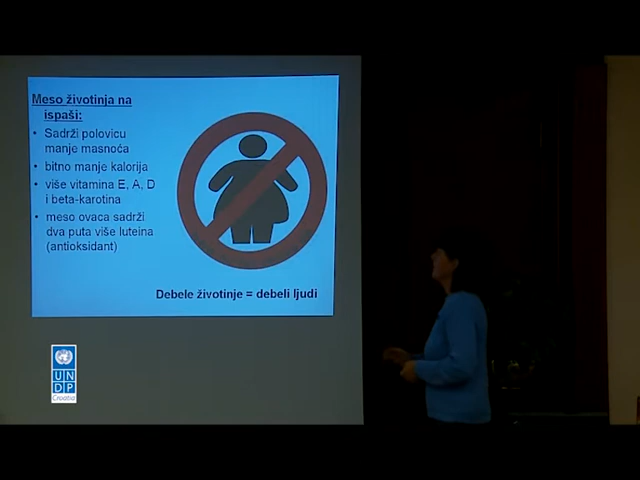 Meso životinja na
ispaši:
• Sadrži polovicu
manje masnoća
• bitno manje kalorija
• više vitamina E, A, D
i beta-karotina
• meso ovaca sadrži
dva puta više luteina
(antioksidant)
Debele životinje = debeli ljudi
U N
D P
Croatia